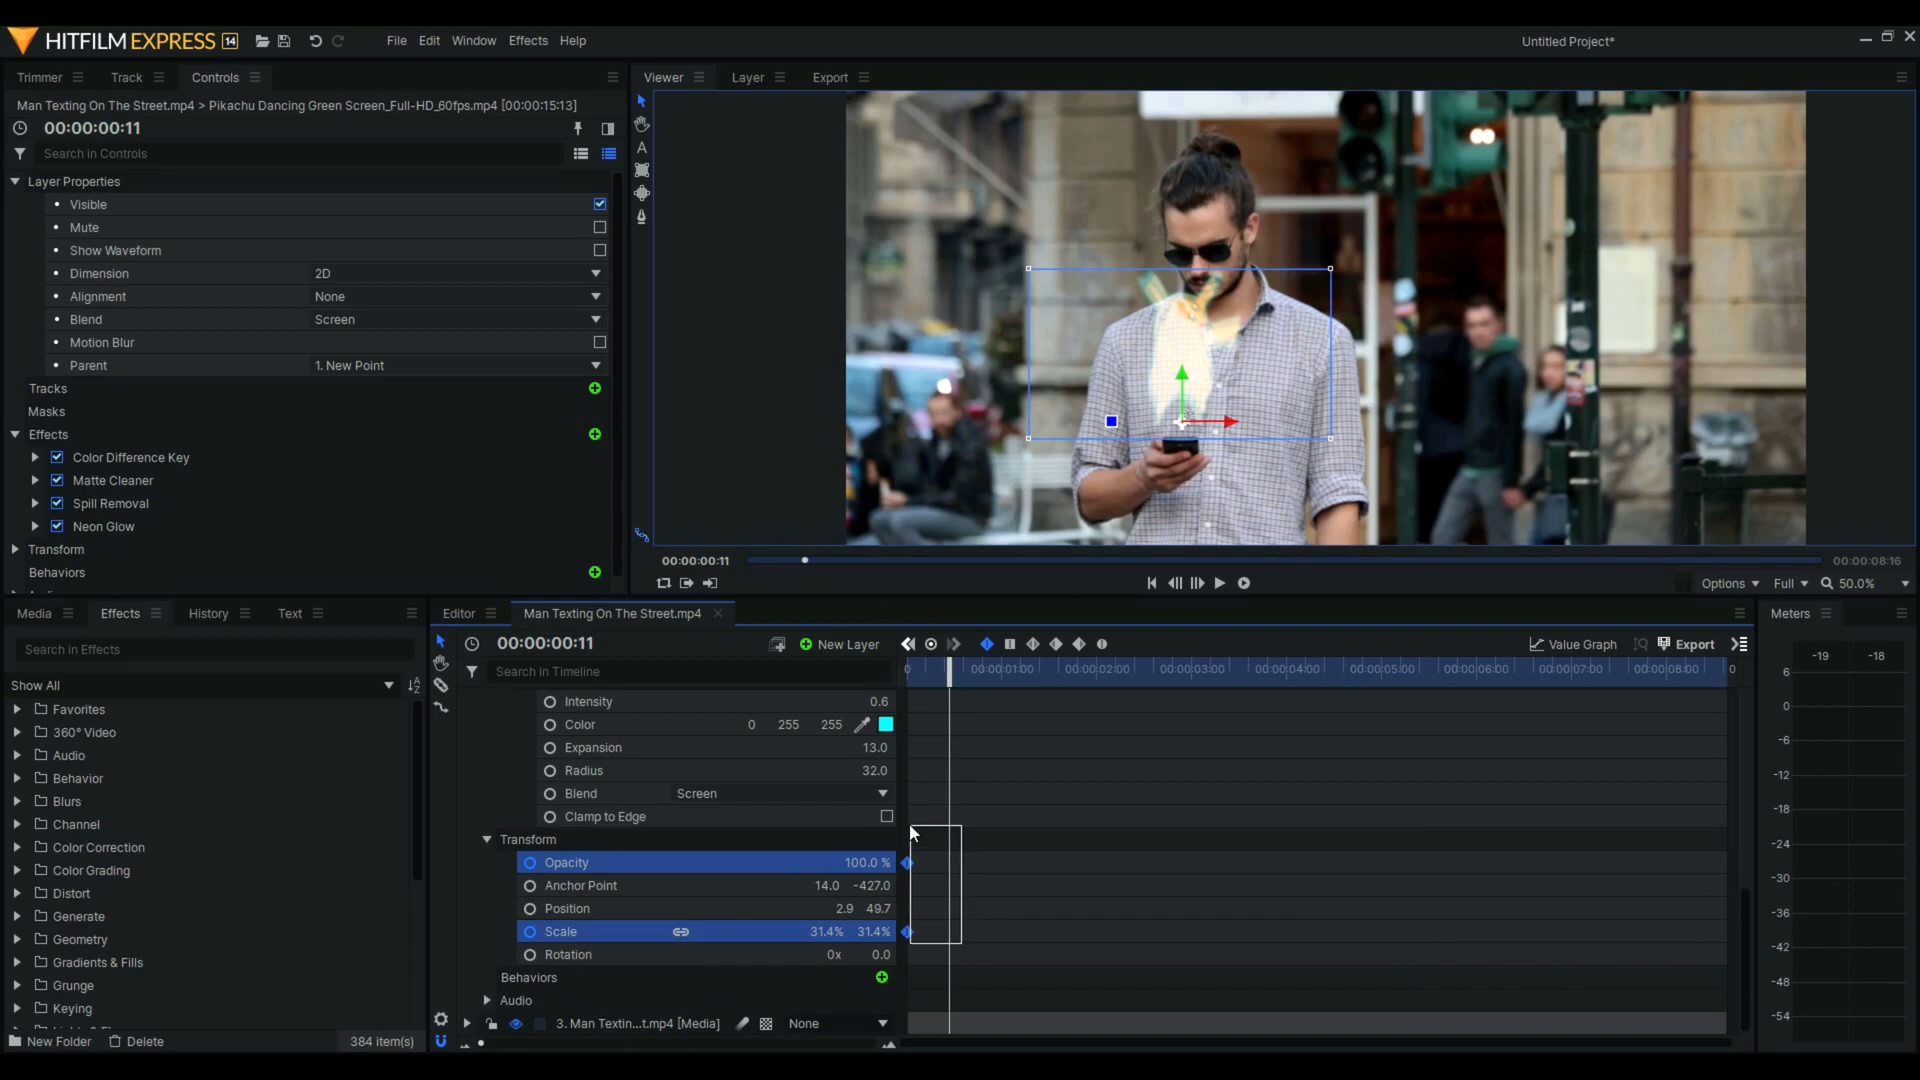 HITFILM EXPRESS 14
File Edit Window Effects Help
Untitled Project*
Trimmer Track Controls
Viewer Layer Export
Man Texting On The Street.mp4 > Pikachu Dancing Green Screen_Full-HD_60fps.mp4 [00:00:15:13]
00:00:00:11
Search in Controls
Layer Properties
Visible
Mute
Show Waveform
Dimension 2D
Alignment None
Blend Screen
Motion Blur
Parent 1. New Point
Tracks
Masks
Effects
Color Difference Key
Matte Cleaner
Spill Removal
Neon Glow
Transform
Behaviors
A
00:00:00:11 00:00:08:16
Options Full 50.0%
Media Effects History Text
Search in Effects
Show All
Favorites
360° Video
Audio
Behavior
Blurs
Channel
Color Correction
Color Grading
Distort
Generate
Geometry
Gradients & Fills
Grunge
Keying
New Folder Delete 384 item(s)
Editor Man Texting On The Street.mp4
00:00:00:11 New Layer Value Graph Export
Search in Timeline
0 00:00:01:00 00:00:02:00 00:00:03:00 00:00:04:00 00:00:05:00 00:00:06:00 00:00:07:00 00:00:08:00 0
Intensity 0.6
Color 0 255 255
Expansion 13.0
Radius 32.0
Blend Screen
Clamp to Edge
Transform
Opacity 100.0 %
Anchor Point 14.0 -427.0
Position 2.9 49.7
Scale 31.4% 31.4%
Rotation 0x 0.0
Behaviors
Audio
3. Man Textin...t.mp4 [Media] None
Meters
-19 -18
6
0
-6
-12
-18
-24
-30
-36
-42
-48
-54